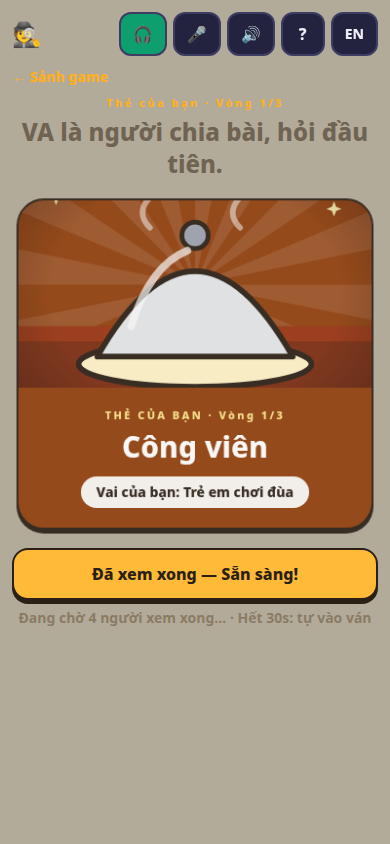 ? EN
← Sảnh game
Thẻ của bạn · Vòng 1/3
VA là người chia bài, hỏi đầu
tiên.
THẺ CỦA BẠN · Vòng 1/3
Công viên
Vai của bạn: Trẻ em chơi đùa
Đã xem xong — Sẵn sàng!
Đang chờ 4 người xem xong... · Hết 30s: tự vào ván